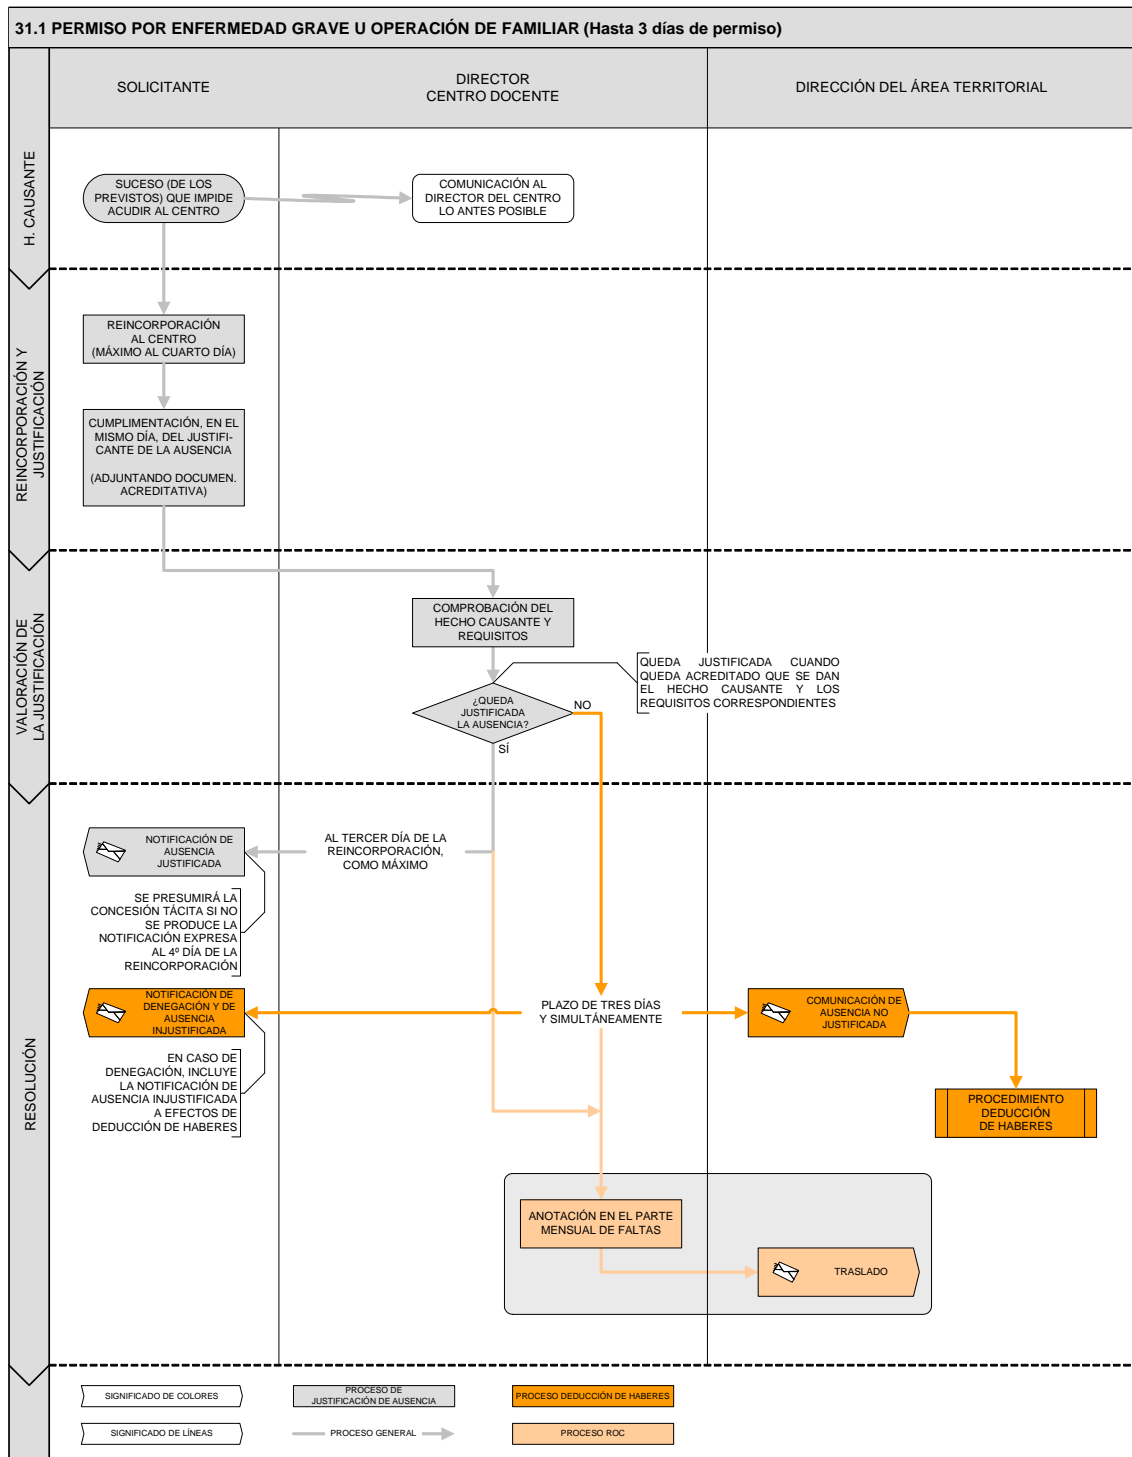 31.1 PERMISO POR ENFERMEDAD GRAVE U OPERACIÓN DE FAMILIAR (Hasta 3 días de permiso)
SOLICITANTE
DIRECTOR
CENTRO DOCENTE
DIRECCIÓN DEL ÁREA TERRITORIAL
H. CAUSANTE
SUCESO (DE LOS
PREVISTOS) QUE IMPIDE
ACUDIR AL CENTRO
COMUNICACIÓN AL
DIRECTOR DEL CENTRO
LO ANTES POSIBLE
REINCORPORACIÓN Y
JUSTIFICACIÓN
REINCORPORACIÓN
AL CENTRO
(MÁXIMO AL CUARTO DÍA)
CUMPLIMENTACIÓN, EN EL
MISMO DÍA, DEL JUSTIFI-
CANTE DE LA AUSENCIA
(ADJUNTANDO DOCUMEN.
ACREDITATIVA)
VALORACIÓN DE
LA JUSTIFICACIÓN
COMPROBACIÓN DEL
HECHO CAUSANTE Y
REQUISITOS
QUEDA JUSTIFICADA CUANDO
QUEDA ACREDITADO QUE SE DAN
EL HECHO CAUSANTE Y LOS
REQUISITOS CORRESPONDIENTES
¿QUEDA
JUSTIFICADA
LA AUSENCIA?
NO
SÍ
RESOLUCIÓN
NOTIFICACIÓN DE
AUSENCIA
JUSTIFICADA
AL TERCER DÍA DE LA
REINCORPORACIÓN,
COMO MÁXIMO
SE PRESUMIRÁ LA
CONCESIÓN TÁCITA SI NO
SE PRODUCE LA
NOTIFICACIÓN EXPRESA
AL 4º DÍA DE LA
REINCORPORACIÓN
NOTIFICACIÓN DE
DENEGACIÓN Y DE
AUSENCIA
INJUSTIFICADA
PLAZO DE TRES DÍAS
Y SIMULTÁNEAMENTE
COMUNICACIÓN DE
AUSENCIA NO
JUSTIFICADA
EN CASO DE
DENEGACIÓN, INCLUYE
LA NOTIFICACIÓN DE
AUSENCIA INJUSTIFICADA
A EFECTOS DE
DEDUCCIÓN DE HABERES
PROCEDIMIENTO
DEDUCCIÓN
DE HABERES
ANOTACIÓN EN EL PARTE
MENSUAL DE FALTAS
TRASLADO
SIGNIFICADO DE COLORES
PROCESO DE
JUSTIFICACIÓN DE AUSENCIA
PROCESO DEDUCCIÓN DE HABERES
SIGNIFICADO DE LÍNEAS
PROCESO GENERAL
PROCESO ROC